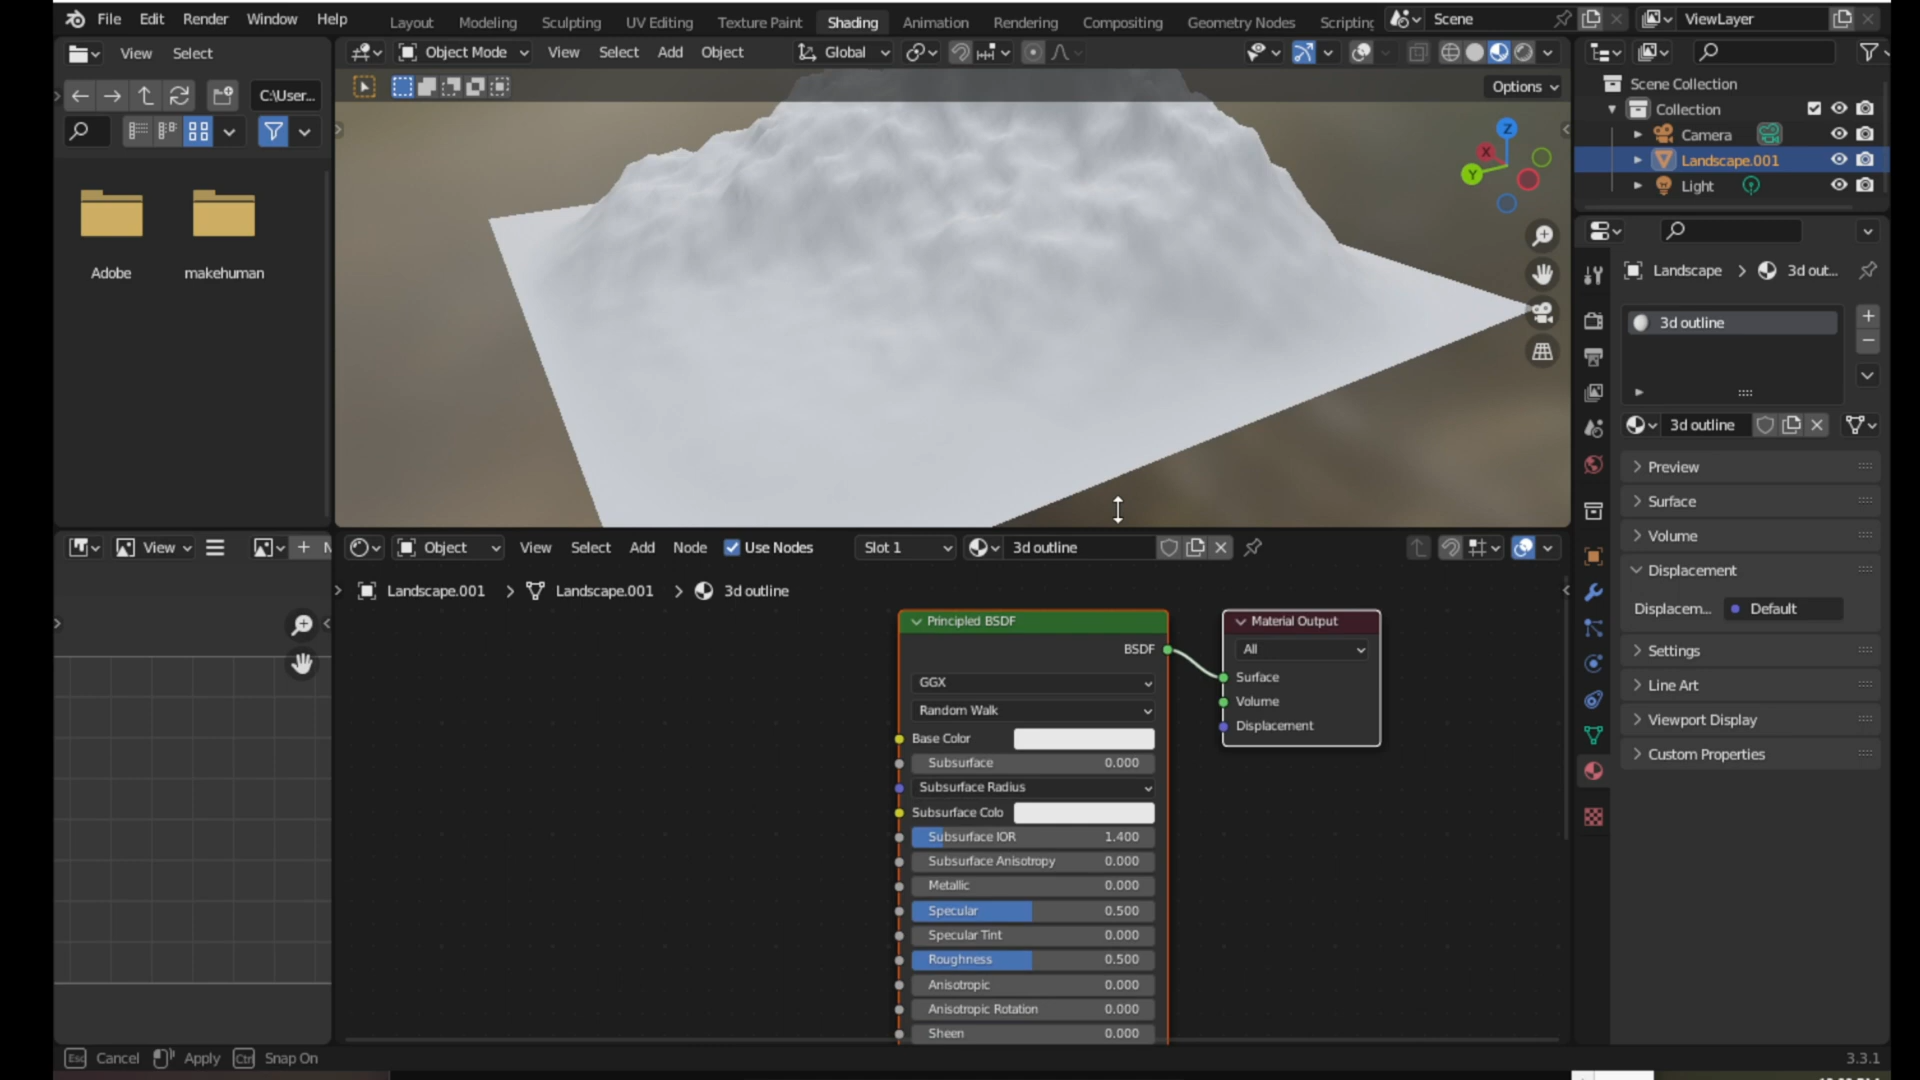 File Edit Render Window Help
Layout Modeling Sculpting UV Editing Texture Paint Shading Animation Rendering Compositing Geometry Nodes Scripting
Scene
ViewLayer
View Select
Object Mode View Select Add Object
Global
C:\User...
Options
Adobe makehuman
Z
X
Y
Scene Collection
Collection
Camera
Landscape.001
Light
Landscape > 3d out...
3d outline
3d outline
Preview
Surface
Volume
Displacement
Displacem... Default
Settings
Line Art
Viewport Display
Custom Properties
View
Object View Select Add Node Use Nodes Slot 1 3d outline
Landscape.001 > Landscape.001 > 3d outline
Principled BSDF
BSDF
GGX
Random Walk
Base Color
Subsurface 0.000
Subsurface Radius
Subsurface Colo
Subsurface IOR 1.400
Subsurface Anisotropy 0.000
Metallic 0.000
Specular 0.500
Specular Tint 0.000
Roughness 0.500
Anisotropic 0.000
Anisotropic Rotation 0.000
Sheen 0.000
Material Output
All
Surface
Volume
Displacement
Esc Cancel Apply Ctrl Snap On
3.3.1